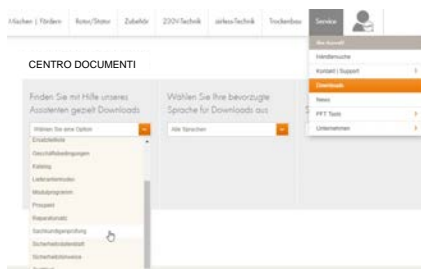 Mischen | Fördern Rotor/Stator Zubehör 230V-Technik airless-Technik Trockenbau Service
Händlersuche
Kontakt | Support
Downloads
News
PFT Tools
Unternehmen
CENTRO DOCUMENTI
Finden Sie mit Hilfe unseres
Assistenten gezielt Downloads
Wählen Sie eine Option
Ersatzteilliste
Geschäftsbedingungen
Katalog
Lieferantenmuster
Modulprogramm
Prospekt
Reparatursatz
Sachkundigenprüfung
Sicherheitsdatenblatt
Sicherheitshinweise
Wählen Sie Ihre bevorzugte
Sprache für Downloads aus
Alle Sprachen